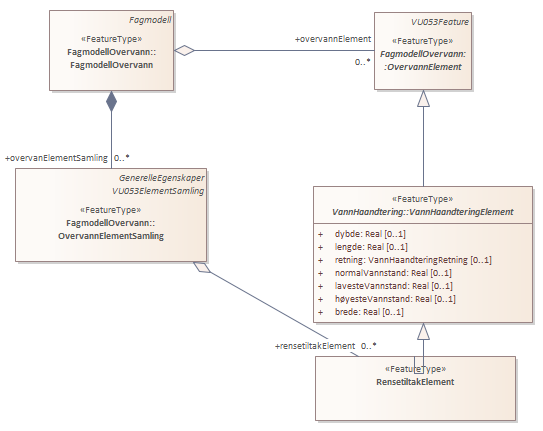 Fagmodell
«FeatureType»
FagmodellOvervann::
FagmodellOvervann
+overvannElement
0..*
VU053Feature
«FeatureType»
FagmodellOvervann:
:OvervannElement
+overvanElementSamling 0..*
GenerelleEgenskaper
VU053ElementSamling
«FeatureType»
FagmodellOvervann::
OvervannElementSamling
«FeatureType»
VannHaandtering::VannHaandteringElement
+ dybde: Real [0..1]
+ lengde: Real [0..1]
+ retning: VannHaandteringRetning [0..1]
+ normalVannstand: Real [0..1]
+ lavesteVannstand: Real [0..1]
+ høyesteVannstand: Real [0..1]
+ brede: Real [0..1]
+rensetiltakElement 0..*
«FeatureType»
RensetiltakElement